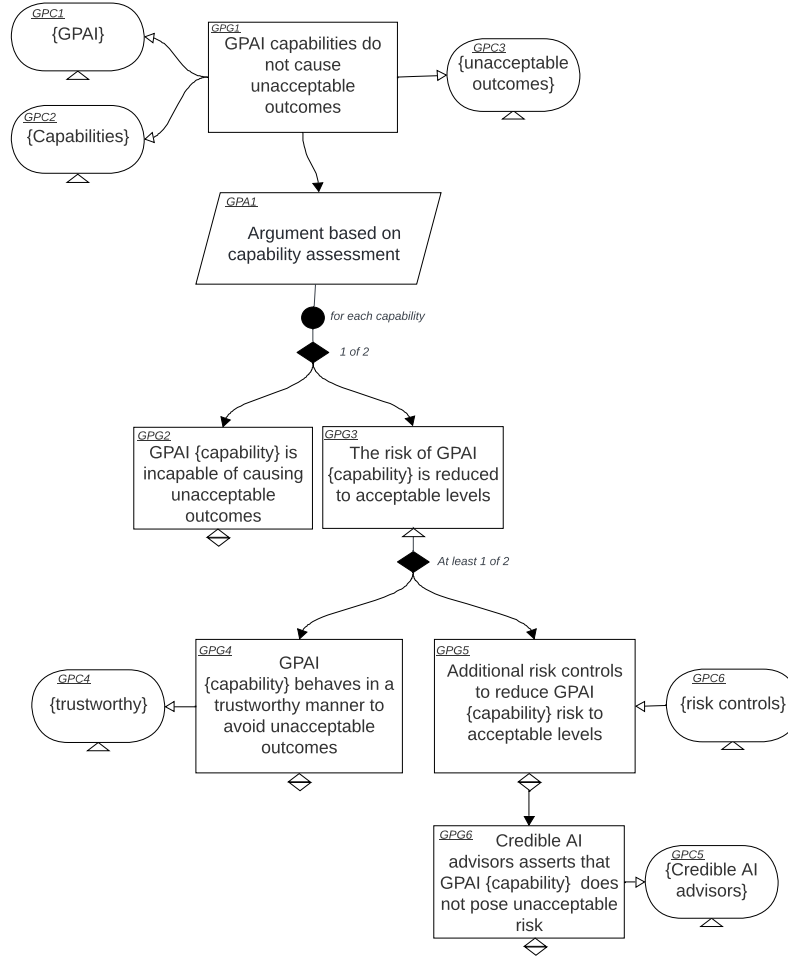 GPC1
{GPAI}
GPG1
GPAI capabilities do
not cause
unacceptable
outcomes
GPC3
{unacceptable
outcomes}
GPC2
{Capabilities}
GPA1
Argument based on
capability assessment
for each capability
1 of 2
GPG2
GPAI {capability} is
incapable of causing
unacceptable
outcomes
GPG3
The risk of GPAI
{capability} is reduced
to acceptable levels
At least 1 of 2
GPC4
{trustworthy}
GPG4
GPAI
{capability} behaves in a
trustworthy manner to
avoid unacceptable
outcomes
GPG5
Additional risk controls
to reduce GPAI
{capability} risk to
acceptable levels
GPC6
{risk controls}
GPG6
Credible AI
advisors asserts that
GPAI {capability}  does
not pose unacceptable
risk
GPC5
{Credible AI
advisors}